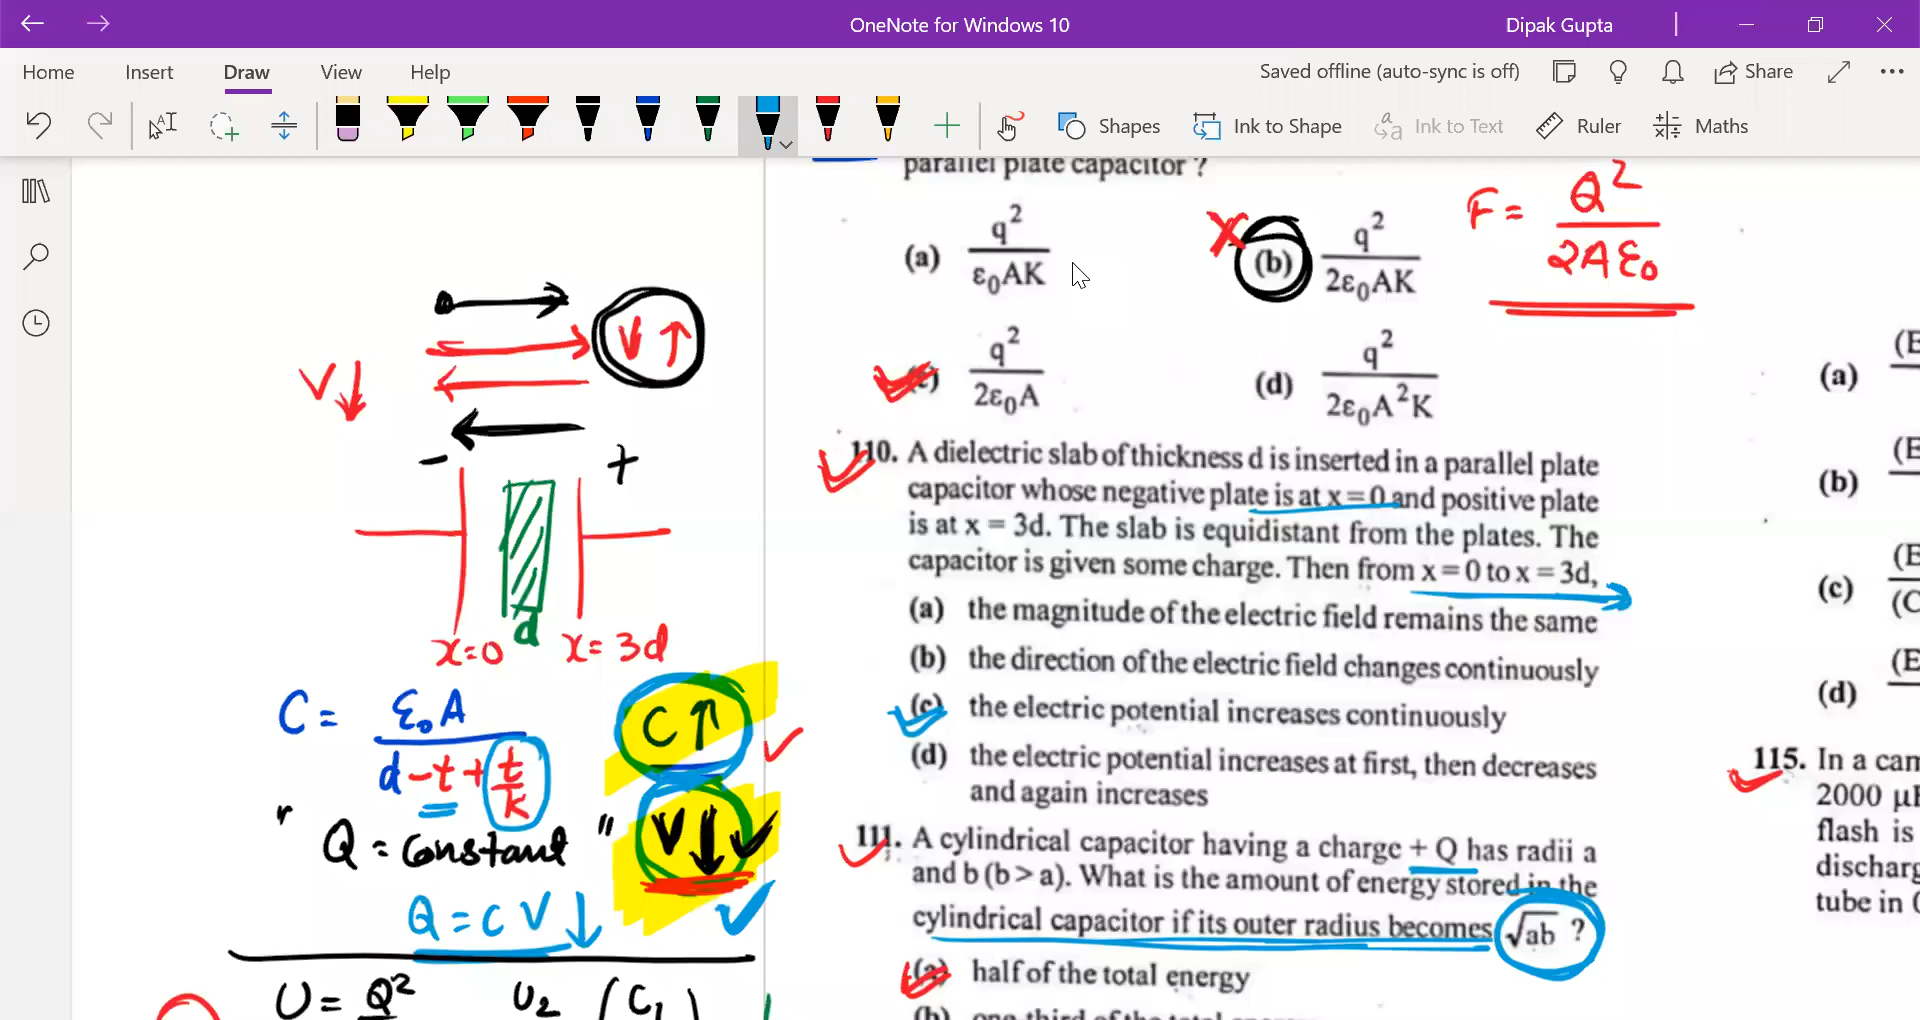 OneNote for Windows 10
Dipak Gupta
Home Insert Draw View Help
Saved offline (auto-sync is off) Share
Shapes Ink to Shape Ink to Text Ruler Maths
V↑
V↓
- +
d
x=0 x=3d
C = ε₀A / (d-t+t/k)
C↑
"Q = Constant" V↓
Q = CV↓
U = Q² U₂ (C₁)
parallel plate capacitor ?
(a) q²/ε₀AK
(b) q²/2ε₀AK
F = Q²/2Aε₀
q²/2ε₀A
(d) q²/2ε₀A²K
110. A dielectric slab of thickness d is inserted in a parallel plate
capacitor whose negative plate is at x = 0 and positive plate
is at x = 3d. The slab is equidistant from the plates. The
capacitor is given some charge. Then from x = 0 to x = 3d,
(a) the magnitude of the electric field remains the same
(b) the direction of the electric field changes continuously
(c) the electric potential increases continuously
(d) the electric potential increases at first, then decreases
and again increases
111. A cylindrical capacitor having a charge + Q has radii a
and b (b > a). What is the amount of energy stored in the
cylindrical capacitor if its outer radius becomes √ab ?
(a) half of the total energy
(b) one-third of the total
(a)
(b)
(c)
(d)
115. In a
2000
flash is
tube in